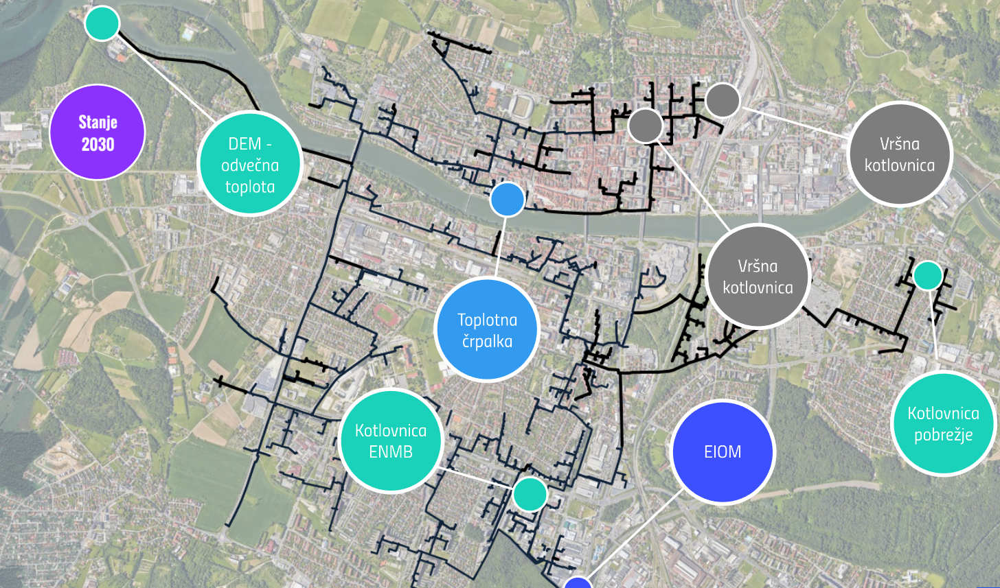 Stanje
2030
DEM -
odvečna
toplota
Vršna
kotlovnica
Vršna
kotlovnica
Toplotna
črpalka
Kotlovnica
ENMB
EIOM
Kotlovnica
pobrežje